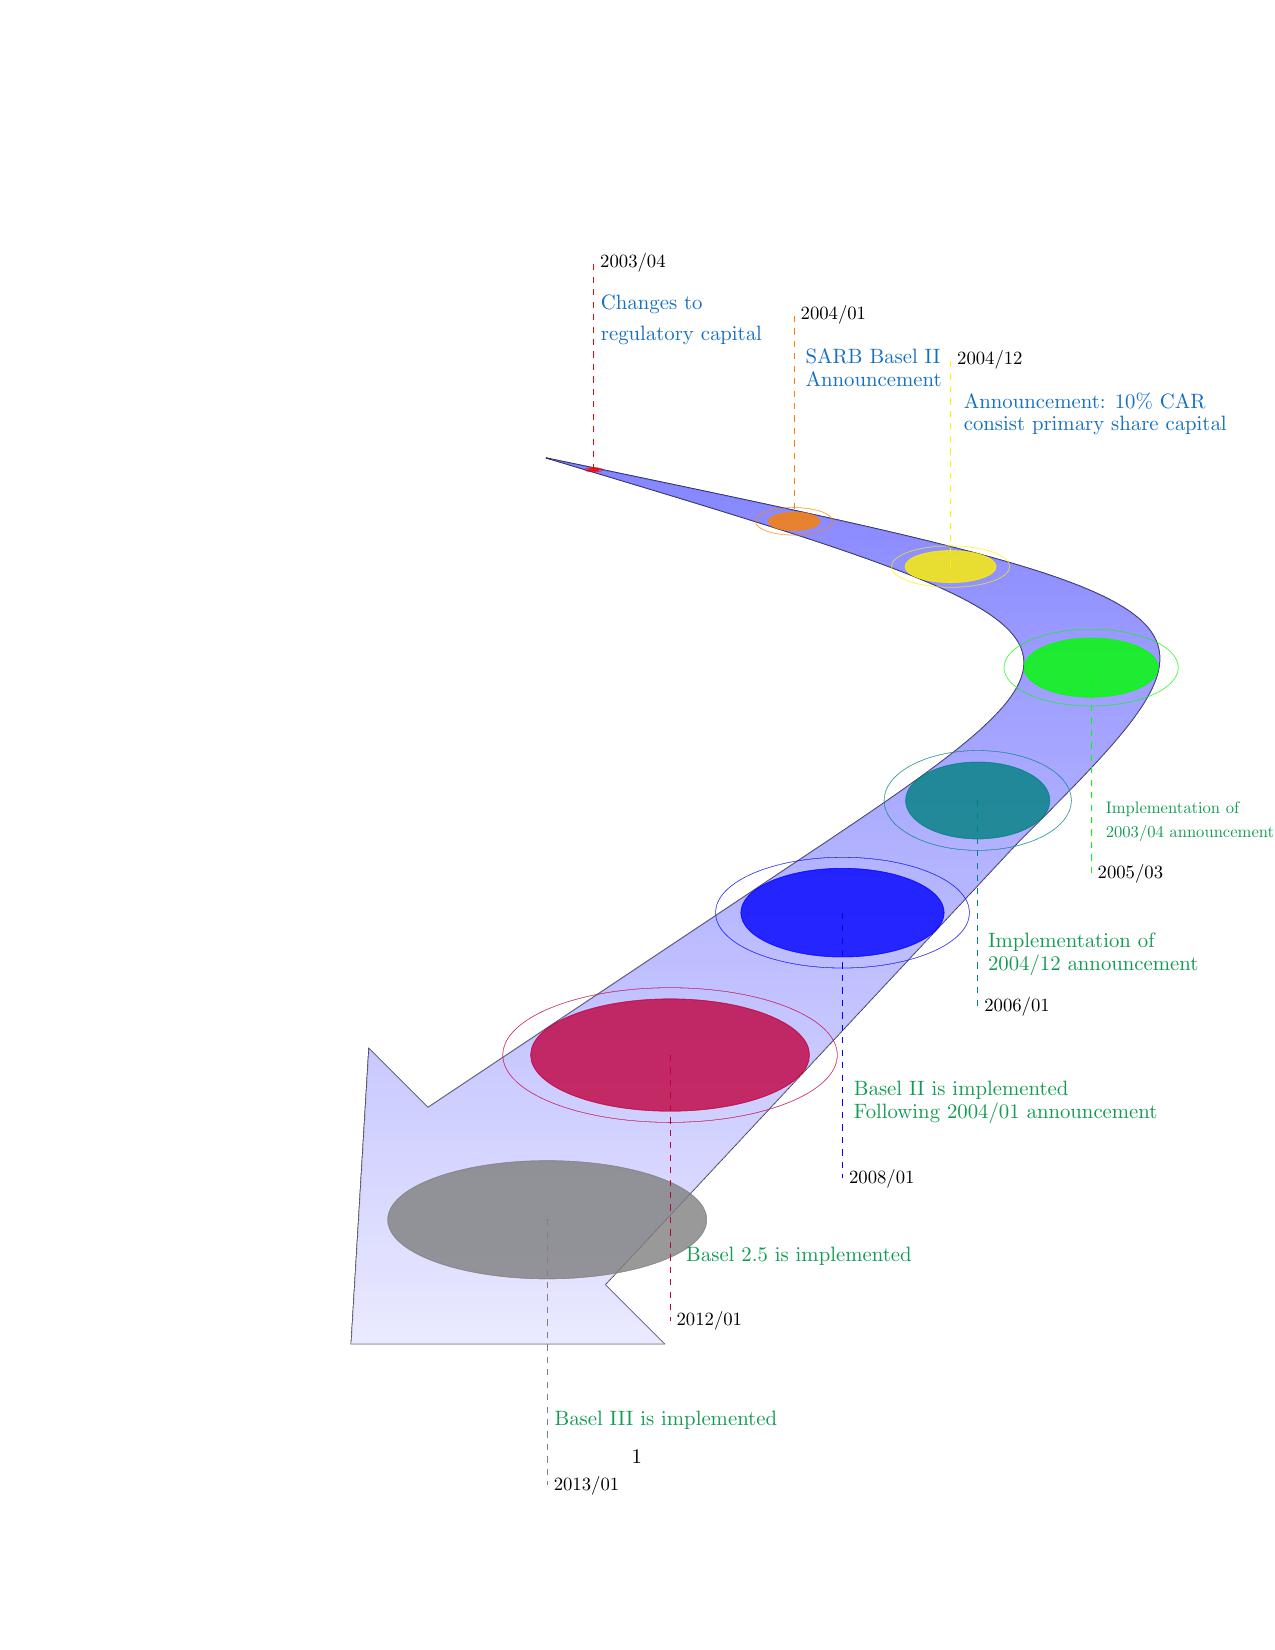 2003/04
Changes to
regulatory capital
2004/01
SARB Basel II
Announcement
2004/12
Announcement: 10% CAR
consist primary share capital
Implementation of
2003/04 announcement
2005/03
Implementation of
2004/12 announcement
2006/01
Basel II is implemented
Following 2004/01 announcement
2008/01
Basel 2.5 is implemented
2012/01
Basel III is implemented
1
2013/01